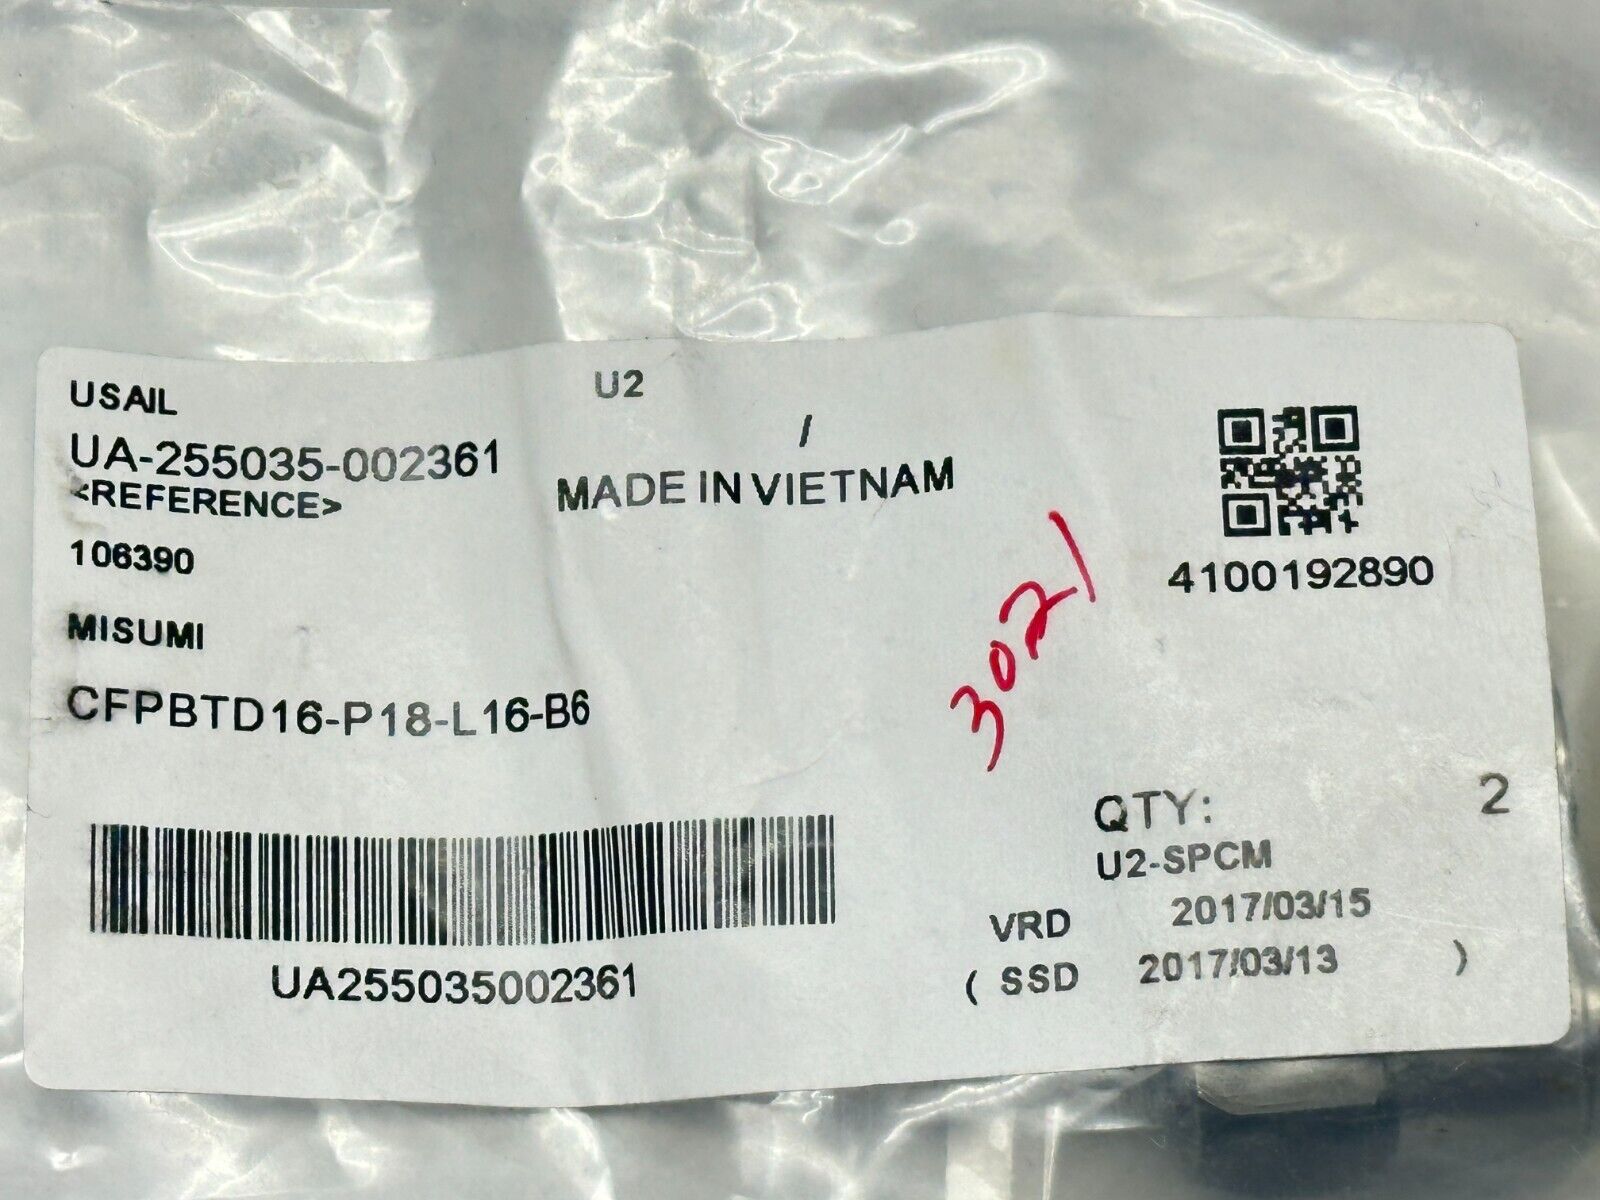 USAIL
U2
UA-255035-002361
/
<REFERENCE>
MADE IN VIETNAM
106390
4100192890
MISUMI
3021
CFPBTD16-P18-L16-B6
QTY: 2
U2-SPCM
VRD 2017/03/15
( SSD 2017/03/13 )
UA255035002361